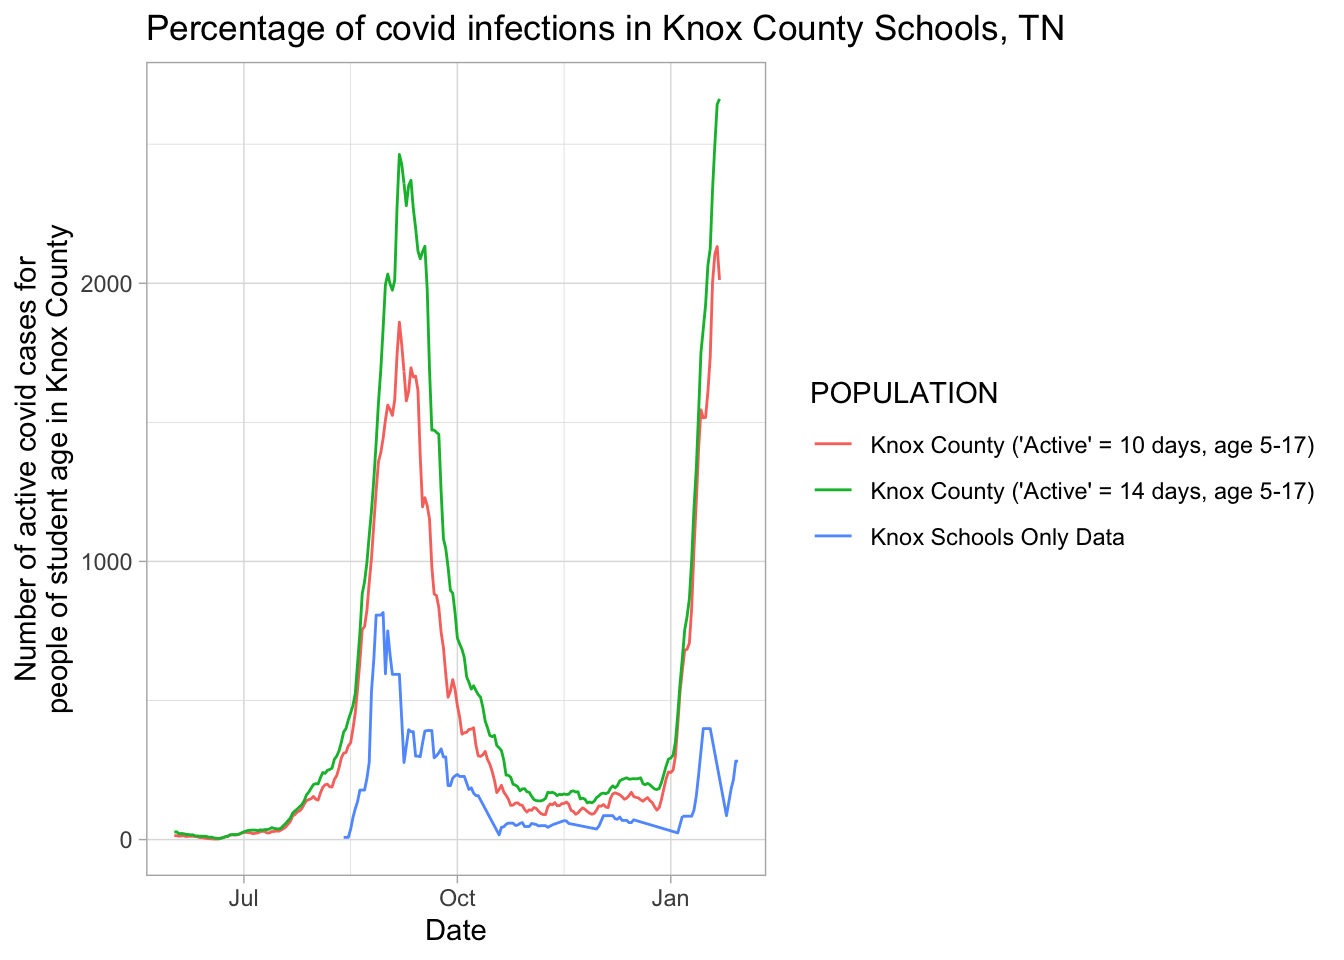 Percentage of covid infections in Knox County Schools, TN
Number of active covid cases for
people of student age in Knox County
2000
1000
0
Jul
Oct
Jan
Date
POPULATION
Knox County ('Active' = 10 days, age 5-17)
Knox County ('Active' = 14 days, age 5-17)
Knox Schools Only Data